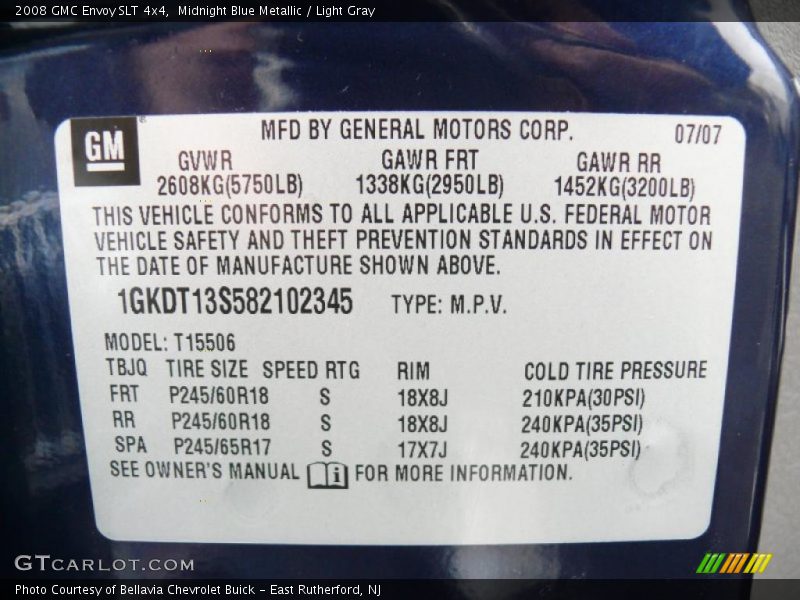 2008 GMC Envoy SLT 4x4,  Midnight Blue Metallic / Light Gray
GM
®
MFD BY GENERAL MOTORS CORP. 07/07
GVWR GAWR FRT GAWR RR
2608KG(5750LB) 1338KG(2950LB) 1452KG(3200LB)
THIS VEHICLE CONFORMS TO ALL APPLICABLE U.S. FEDERAL MOTOR
VEHICLE SAFETY AND THEFT PREVENTION STANDARDS IN EFFECT ON
THE DATE OF MANUFACTURE SHOWN ABOVE.
1GKDT13S582102345 TYPE: M.P.V.
MODEL: T15506
TBJQ TIRE SIZE SPEED RTG RIM COLD TIRE PRESSURE
FRT P245/60R18 S 18X8J 210KPA(30PSI)
RR P245/60R18 S 18X8J 240KPA(35PSI)
SPA P245/65R17 S 17X7J 240KPA(35PSI)
SEE OWNER'S MANUAL i FOR MORE INFORMATION.
GTCARLOT.COM
Photo Courtesy of Bellavia Chevrolet Buick - East Rutherford, NJ